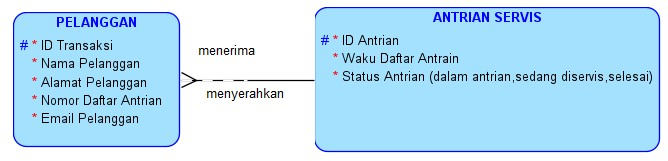 PELANGGAN
# * ID Transaksi
* Nama Pelanggan
* Alamat Pelanggan
* Nomor Daftar Antrian
* Email Pelanggan
menerima
menyerahkan
ANTRIAN SERVIS
# * ID Antrian
* Waku Daftar Antrain
* Status Antrian (dalam antrian,sedang diservis,selesai)